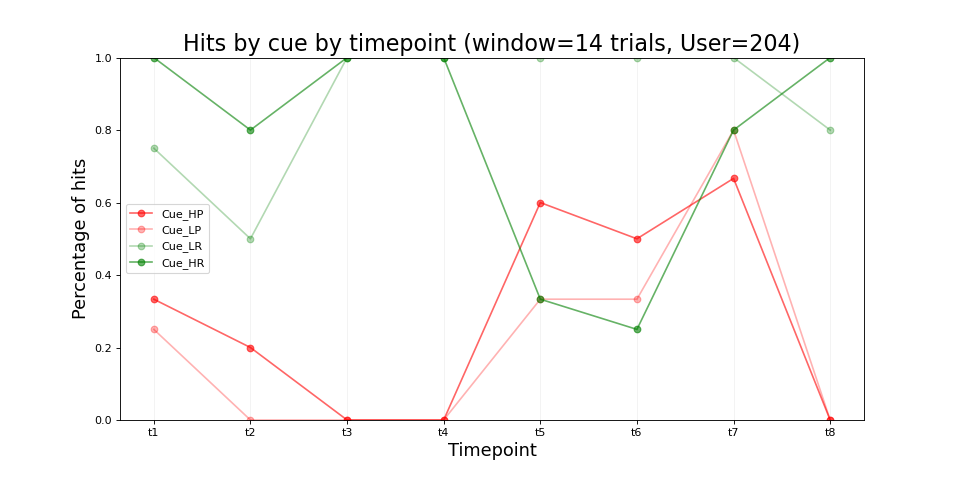 Hits by cue by timepoint (window=14 trials, User=204)
Percentage of hits
1.0
0.8
0.6
0.4
0.2
0.0
Cue_HP
Cue_LP
Cue_LR
Cue_HR
t1 t2 t3 t4 t5 t6 t7 t8
Timepoint